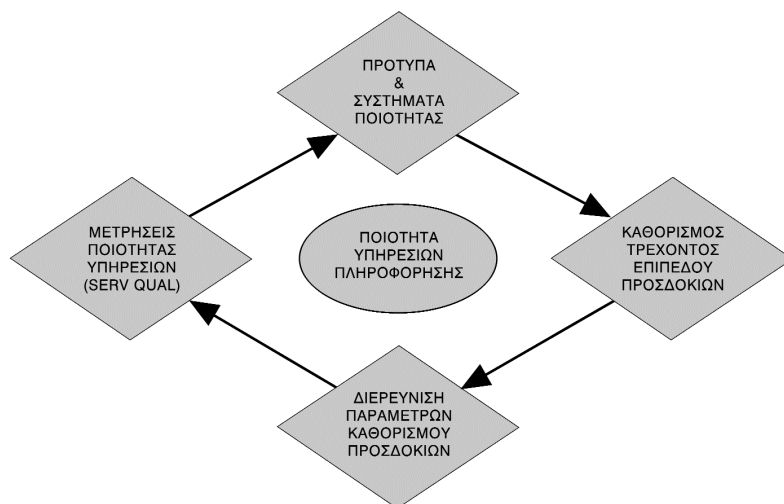 ΠΡΟΤΥΠΑ
&
ΣΥΣΤΗΜΑΤΑ
ΠΟΙΟΤΗΤΑΣ
ΜΕΤΡΗΣΕΙΣ
ΠΟΙΟΤΗΤΑΣ
ΥΠΗΡΕΣΙΩΝ
(SERV QUAL)
ΠΟΙΟΤΗΤΑ
ΥΠΗΡΕΣΙΩΝ
ΠΛΗΡΟΦΟΡΗΣΗΣ
ΚΑΘΟΡΙΣΜΟΣ
ΤΡΕΧΟΝΤΟΣ
ΕΠΙΠΕΔΟΥ
ΠΡΟΣΔΟΚΙΩΝ
ΔΙΕΡΕΥΝΙΣΗ
ΠΑΡΑΜΕΤΡΩΝ
ΚΑΘΟΡΙΣΜΟΥ
ΠΡΟΣΔΟΚΙΩΝ